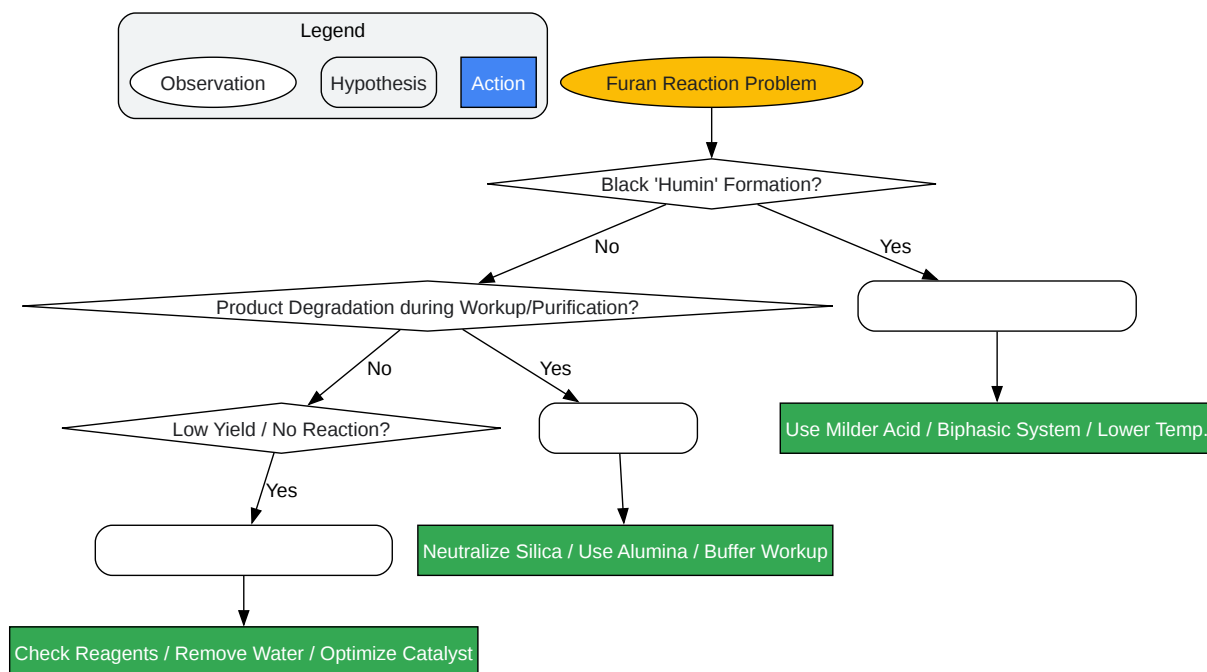 Legend
Observation
Hypothesis
Action
Furan Reaction Problem
Black 'Humin' Formation?
No
Yes
Product Degradation during Workup/Purification?
No
Yes
Low Yield / No Reaction?
Use Milder Acid / Biphasic System / Lower Temp.
Yes
Neutralize Silica / Use Alumina / Buffer Workup
Check Reagents / Remove Water / Optimize Catalyst